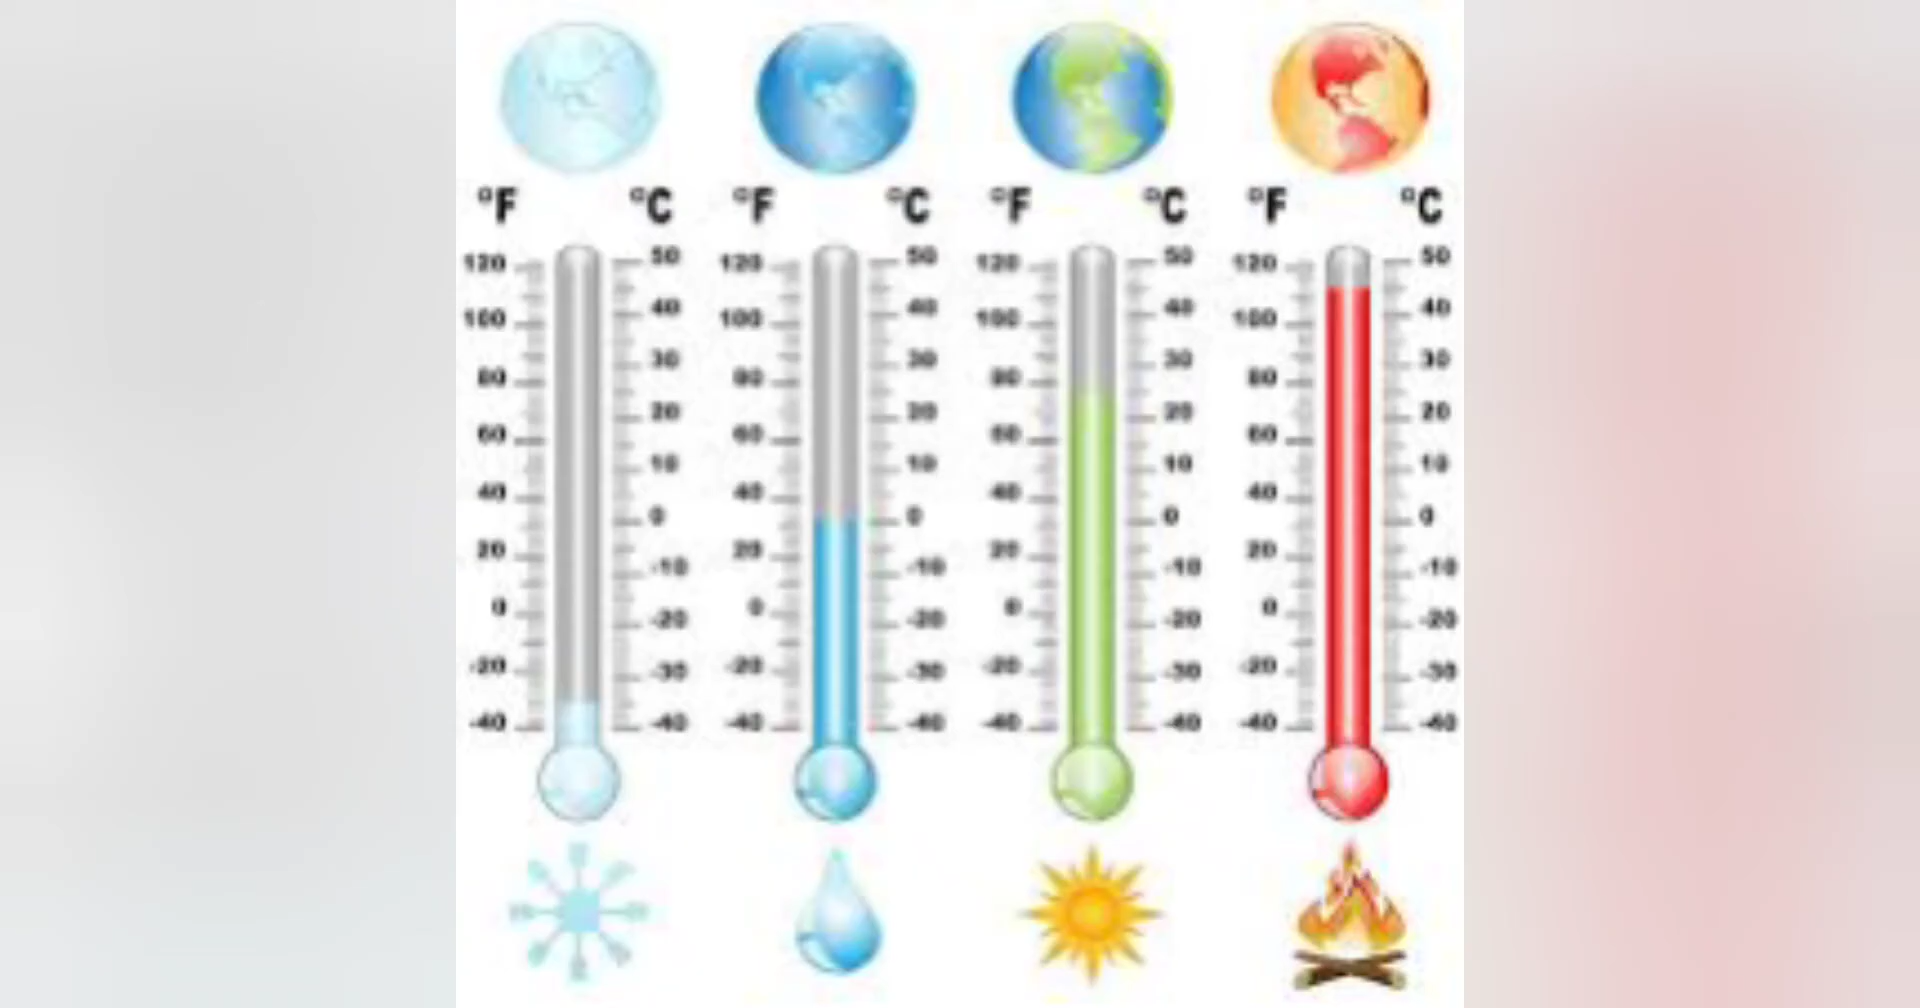 °F °C °F °C °F °C °F °C
120 50 120 50 120 50 120 50
100 40 100 40 100 40 100 40
80 30 80 30 80 30 80 30
60 20 60 20 60 20 60 20
40 10 40 10 40 10 40 10
20 0 20 0 20 0 20 0
0 -10 0 -10 0 -10 0 -10
-20 -20 -20 -20 -20 -20 -20 -20
-40 -30 -40 -30 -40 -30 -40 -30
-40 -40 -40 -40